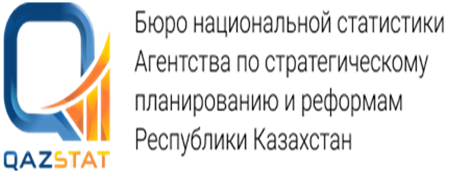 Бюро национальной статистики
Агентства по стратегическому
планированию и реформам
Республики Казахстан
QAZSTAT